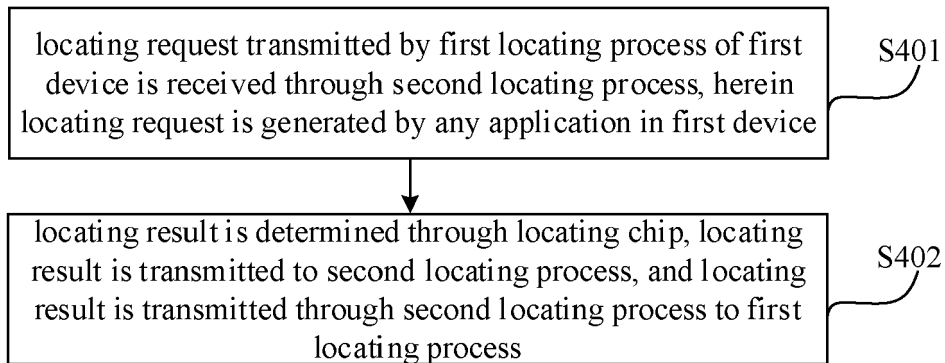 locating request transmitted by first locating process of first
device is received through second locating process, herein
locating request is generated by any application in first device
S401
locating result is determined through locating chip, locating
result is transmitted to second locating process, and locating
result is transmitted through second locating process to first
locating process
S402